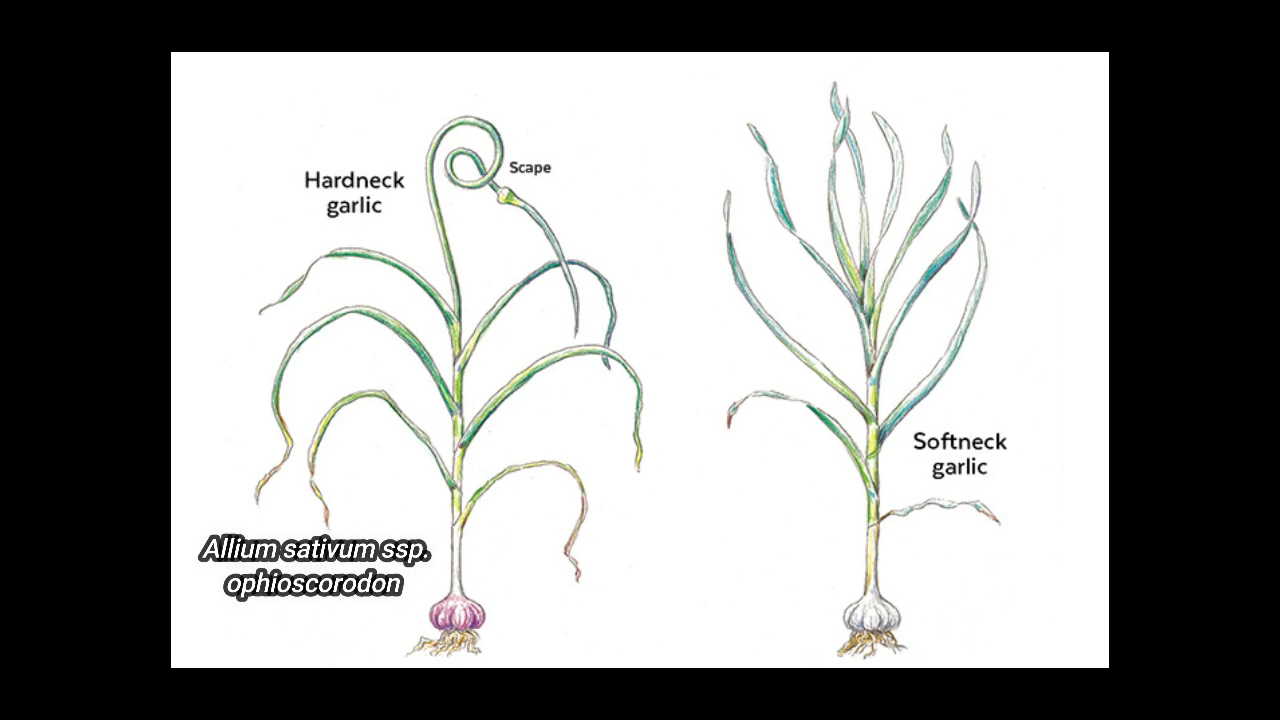 Hardneck
garlic
Scape
Softneck
garlic
Allium sativum ssp.
ophioscorodon